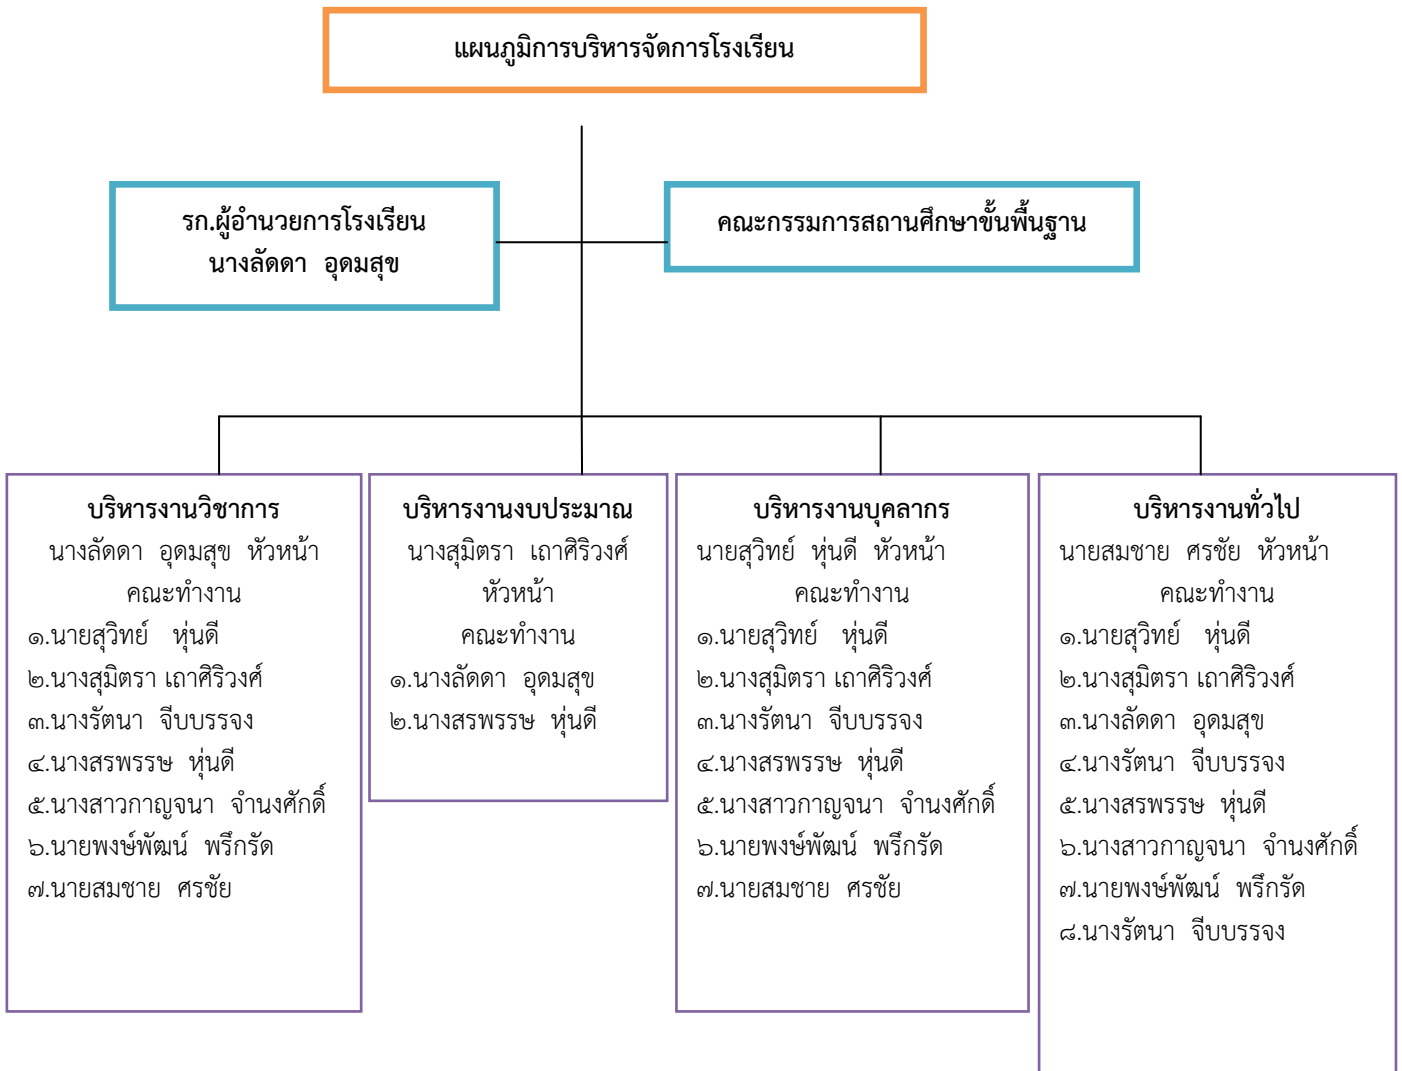 แผนภูมิการบริหารจัดการโรงเรียน
รก.ผู้อำนวยการโรงเรียน
นางลัดดา อุดมสุข
คณะกรรมการสถานศึกษาขั้นพื้นฐาน
บริหารงานวิชาการ
นางลัดดา อุดมสุข หัวหน้า
คณะทำงาน
๑.นายสุวิทย์ หุ่นดี
๒.นางสุมิตรา เถาศิริวงศ์
๓.นางรัตนา จีบบรรจง
๔.นางสรพรรษ หุ่นดี
๕.นางสาวกาญจนา จำนงศักดิ์
๖.นายพงษ์พัฒน์ พรึกรัด
๗.นายสมชาย ศรชัย
บริหารงานงบประมาณ
นางสุมิตรา เถาศิริวงศ์
หัวหน้า
คณะทำงาน
๑.นางลัดดา อุดมสุข
๒.นางสรพรรษ หุ่นดี
บริหารงานบุคลากร
นายสุวิทย์ หุ่นดี หัวหน้า
คณะทำงาน
๑.นายสุวิทย์ หุ่นดี
๒.นางสุมิตรา เถาศิริวงศ์
๓.นางรัตนา จีบบรรจง
๔.นางสรพรรษ หุ่นดี
๕.นางสาวกาญจนา จำนงศักดิ์
๖.นายพงษ์พัฒน์ พรึกรัด
๗.นายสมชาย ศรชัย
บริหารงานทั่วไป
นายสมชาย ศรชัย หัวหน้า
คณะทำงาน
๑.นายสุวิทย์ หุ่นดี
๒.นางสุมิตรา เถาศิริวงศ์
๓.นางลัดดา อุดมสุข
๔.นางรัตนา จีบบรรจง
๕.นางสรพรรษ หุ่นดี
๖.นางสาวกาญจนา จำนงศักดิ์
๗.นายพงษ์พัฒน์ พรึกรัด
๘.นางรัตนา จีบบรรจง